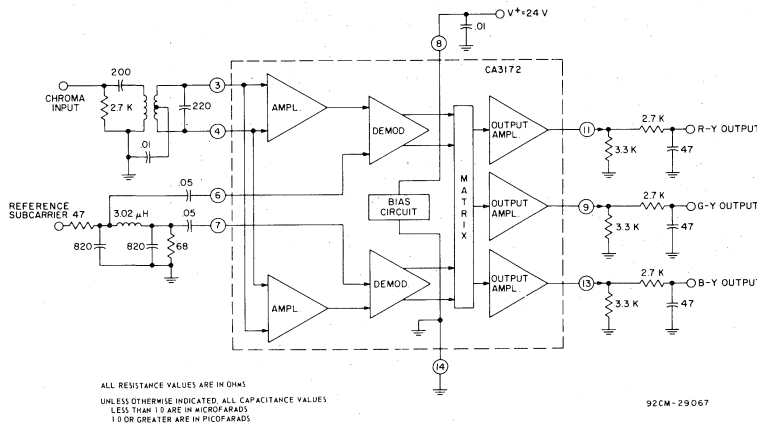 V+=24 V
.01
8
CA3172
200
CHROMA
INPUT
2.7 K
220
.01
3
4
AMPL.
DEMOD.
MATRIX
OUTPUT
AMPL.
11
2.7 K
R-Y OUTPUT
3.3 K
47
.05
6
BIAS
CIRCUIT
OUTPUT
AMPL.
9
2.7 K
G-Y OUTPUT
3.3 K
47
REFERENCE
SUBCARRIER 47
3.02 µH
.05
7
820
820
68
AMPL.
DEMOD.
OUTPUT
AMPL.
13
2.7 K
B-Y OUTPUT
3.3 K
47
14
ALL RESISTANCE VALUES ARE IN OHMS
UNLESS OTHERWISE INDICATED, ALL CAPACITANCE VALUES
LESS THAN 1 0 ARE IN MICROFARADS
1 0 OR GREATER ARE IN PICOFARADS
92CM-29067